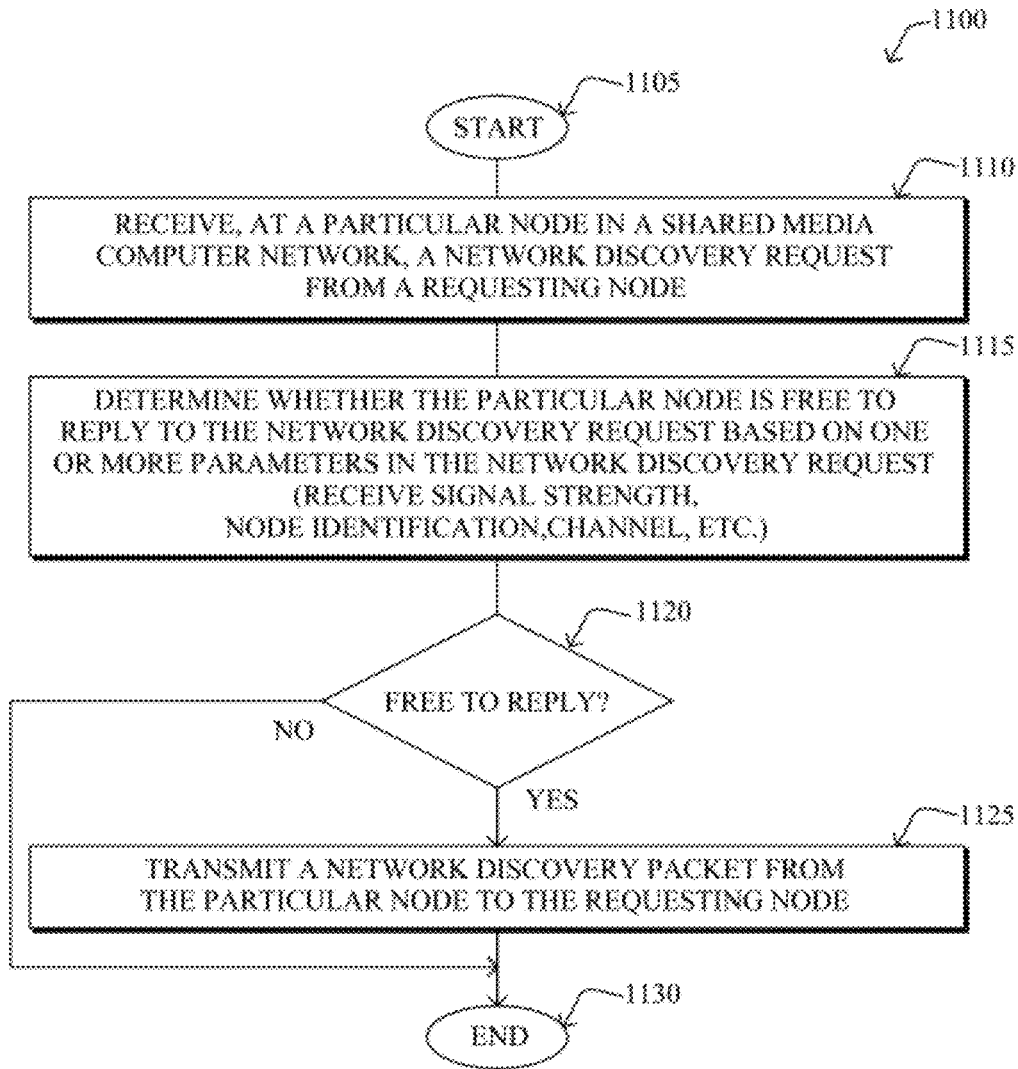 1100
1105
START
1110
RECEIVE, AT A PARTICULAR NODE IN A SHARED MEDIA
COMPUTER NETWORK, A NETWORK DISCOVERY REQUEST
FROM A REQUESTING NODE
1115
DETERMINE WHETHER THE PARTICULAR NODE IS FREE TO
REPLY TO THE NETWORK DISCOVERY REQUEST BASED ON ONE
OR MORE PARAMETERS IN THE NETWORK DISCOVERY REQUEST
(RECEIVE SIGNAL STRENGTH,
NODE IDENTIFICATION,CHANNEL, ETC.)
1120
FREE TO REPLY?
NO
YES
1125
TRANSMIT A NETWORK DISCOVERY PACKET FROM
THE PARTICULAR NODE TO THE REQUESTING NODE
1130
END